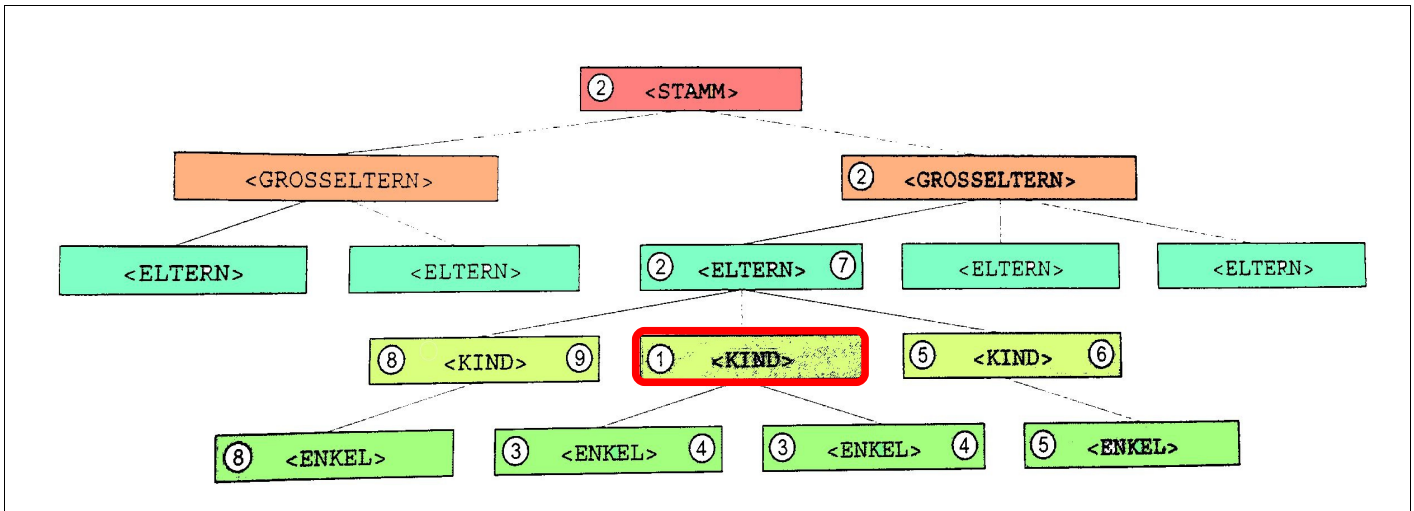 2 <STAMM>
<GROSSELTERN> 2 <GROSSELTERN>
<ELTERN> <ELTERN> 2 <ELTERN> 7 <ELTERN> <ELTERN>
8 <KIND> 9 1 <KIND> 5 <KIND> 6
8 <ENKEL> 3 <ENKEL> 4 3 <ENKEL> 4 5 <ENKEL>